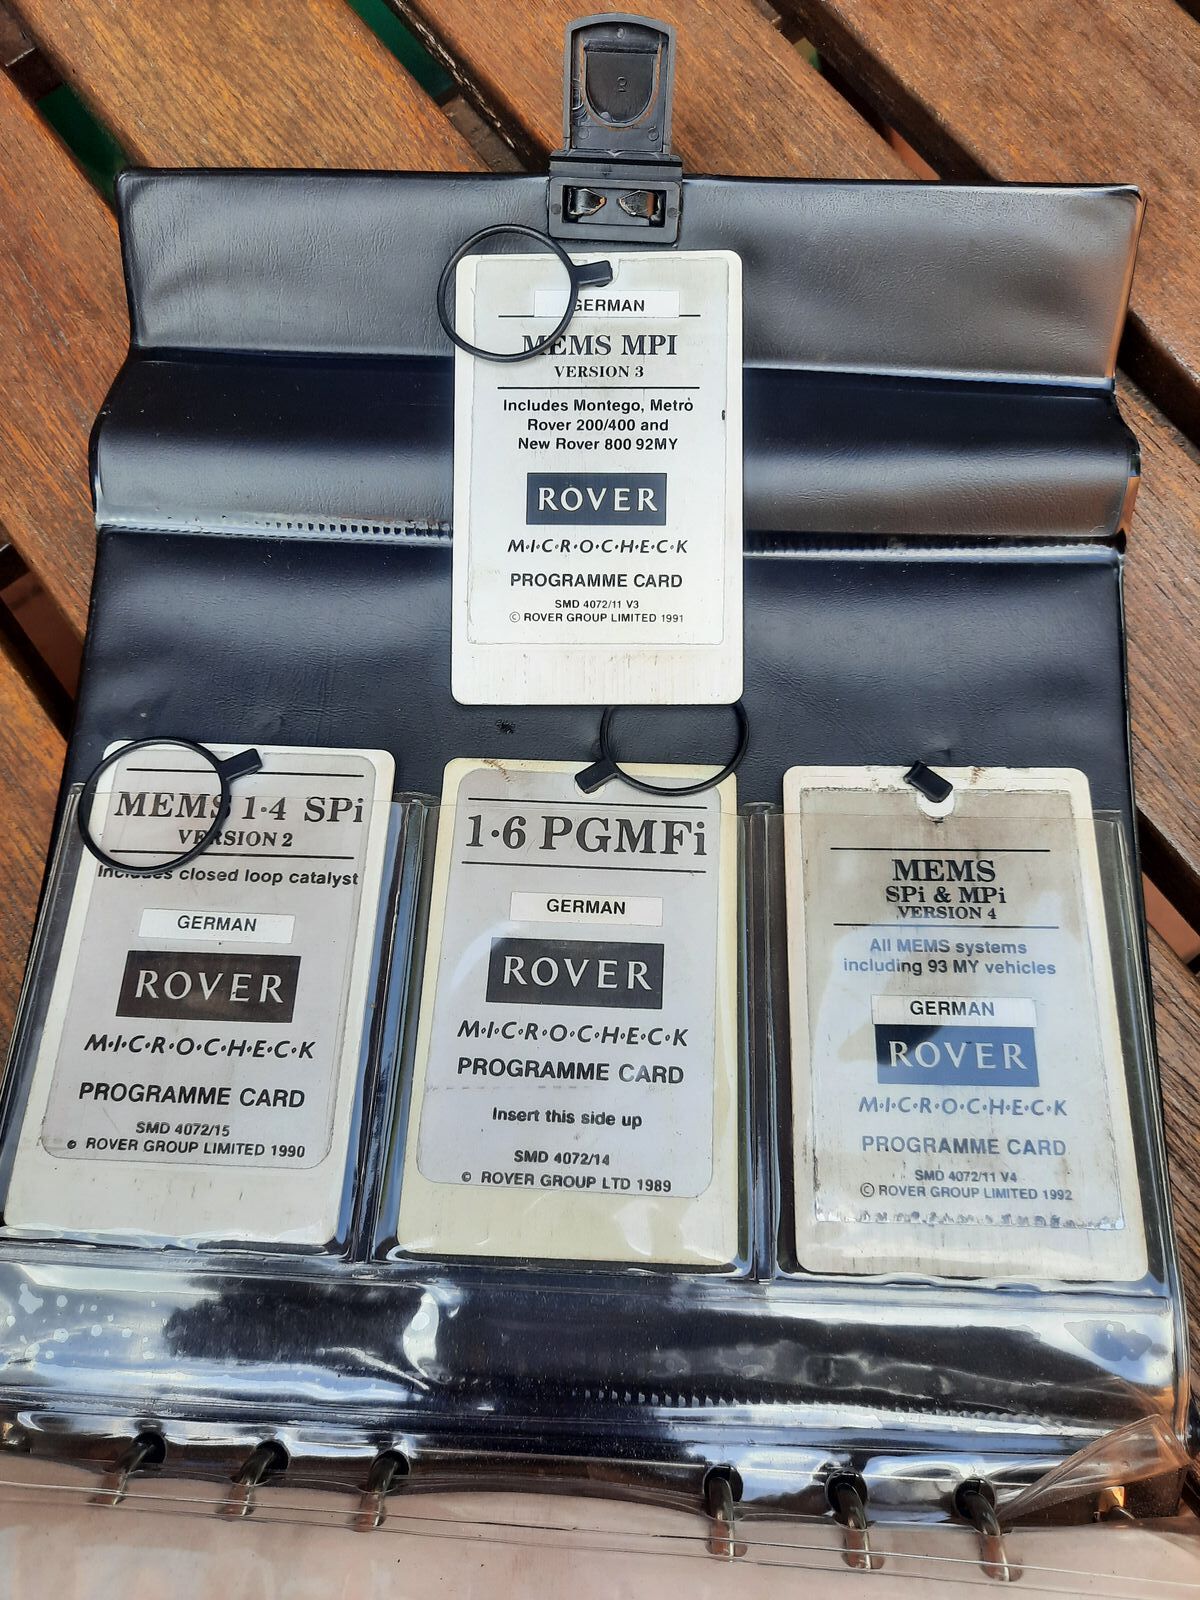 GERMAN
MEMS MPI
VERSION 3
Includes Montego, Metro
Rover 200/400 and
New Rover 800 92MY
ROVER
M·I·C·R·O·C·H·E·C·K
PROGRAMME CARD
SMD 4072/11 V3
© ROVER GROUP LIMITED 1991
MEMS 1·4 SPi
VERSION 2
Includes closed loop catalyst
GERMAN
ROVER
M·I·C·R·O·C·H·E·C·K
PROGRAMME CARD
SMD 4072/15
© ROVER GROUP LIMITED 1990
1·6 PGMFi
GERMAN
ROVER
M·I·C·R·O·C·H·E·C·K
PROGRAMME CARD
Insert this side up
SMD 4072/14
© ROVER GROUP LTD 1989
MEMS
SPi & MPi
VERSION 4
All MEMS systems
including 93 MY vehicles
GERMAN
ROVER
M·I·C·R·O·C·H·E·C·K
PROGRAMME CARD
SMD 4072/11 V4
© ROVER GROUP LIMITED 1992